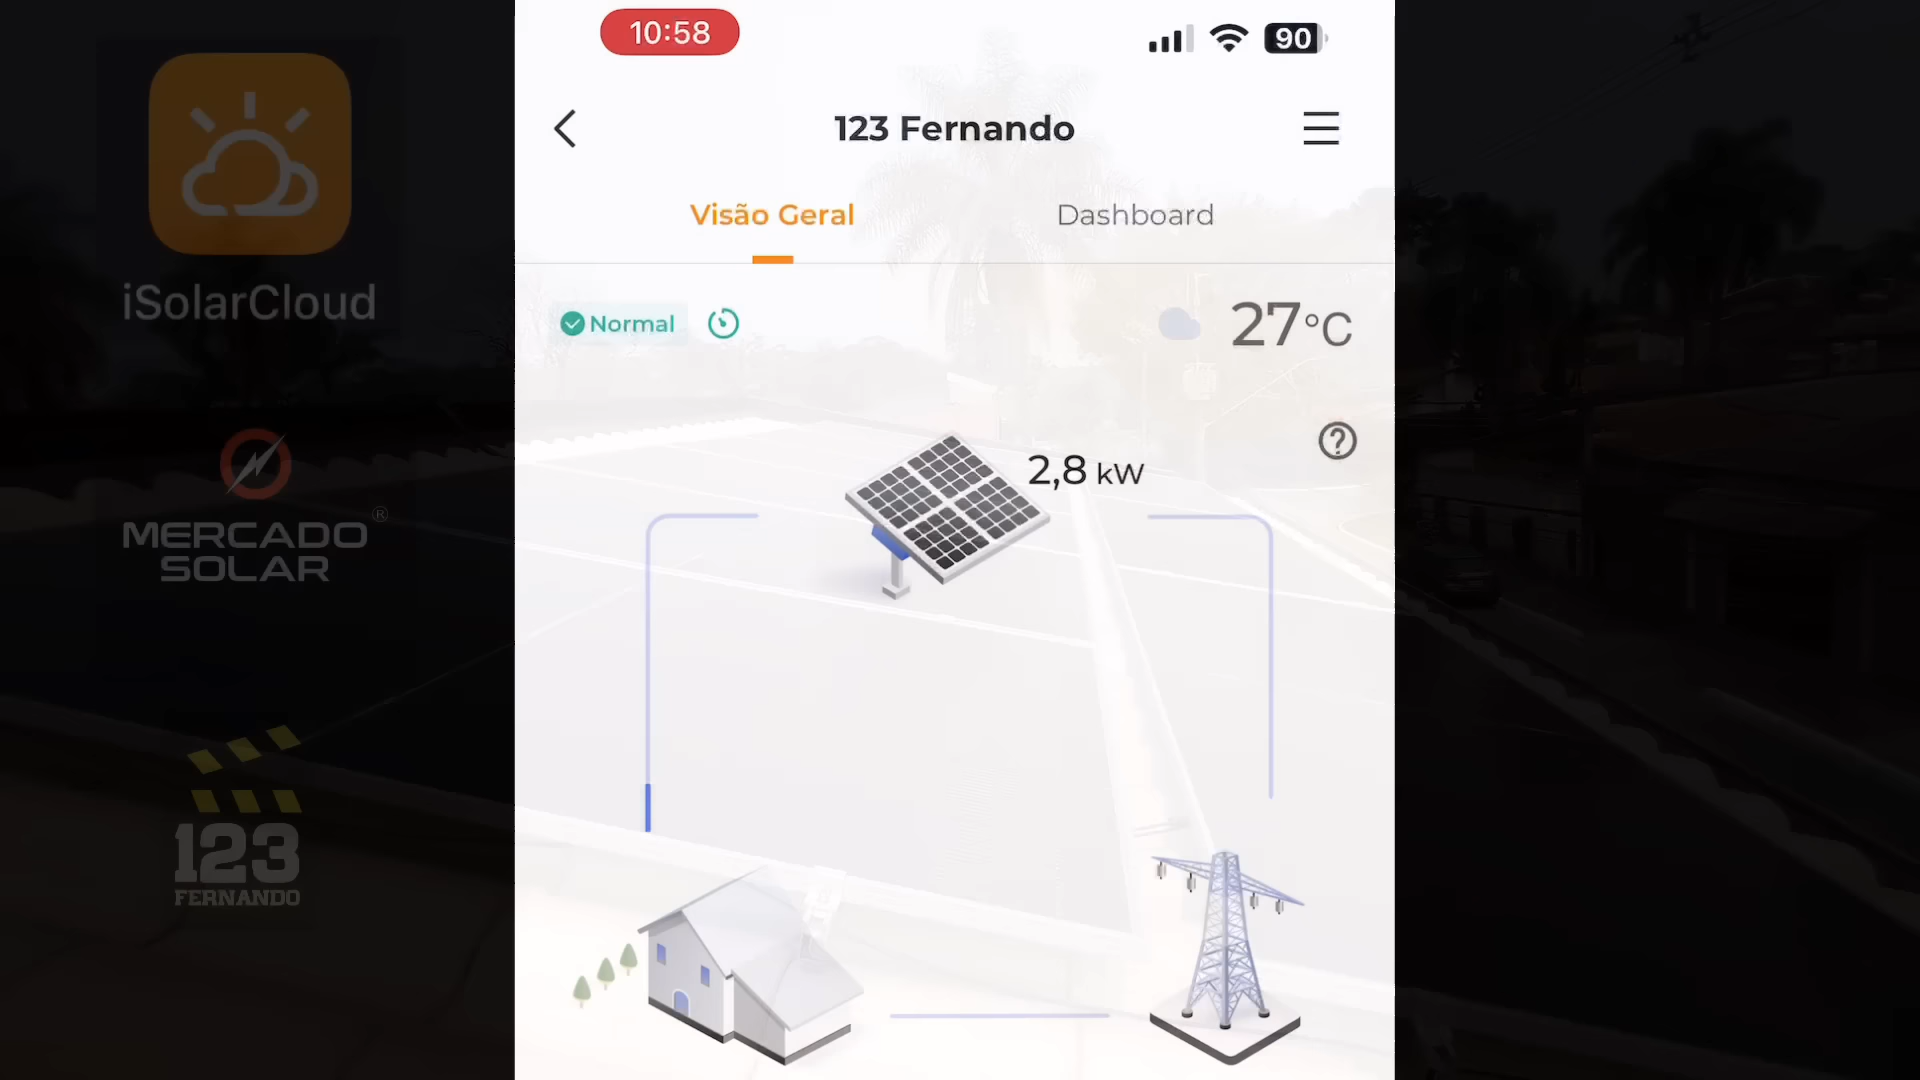 10:58
90
123 Fernando
Visão Geral
Dashboard
Normal
27°C
2,8 kW
iSolarCloud
MERCADO
SOLAR
®
123
FERNANDO